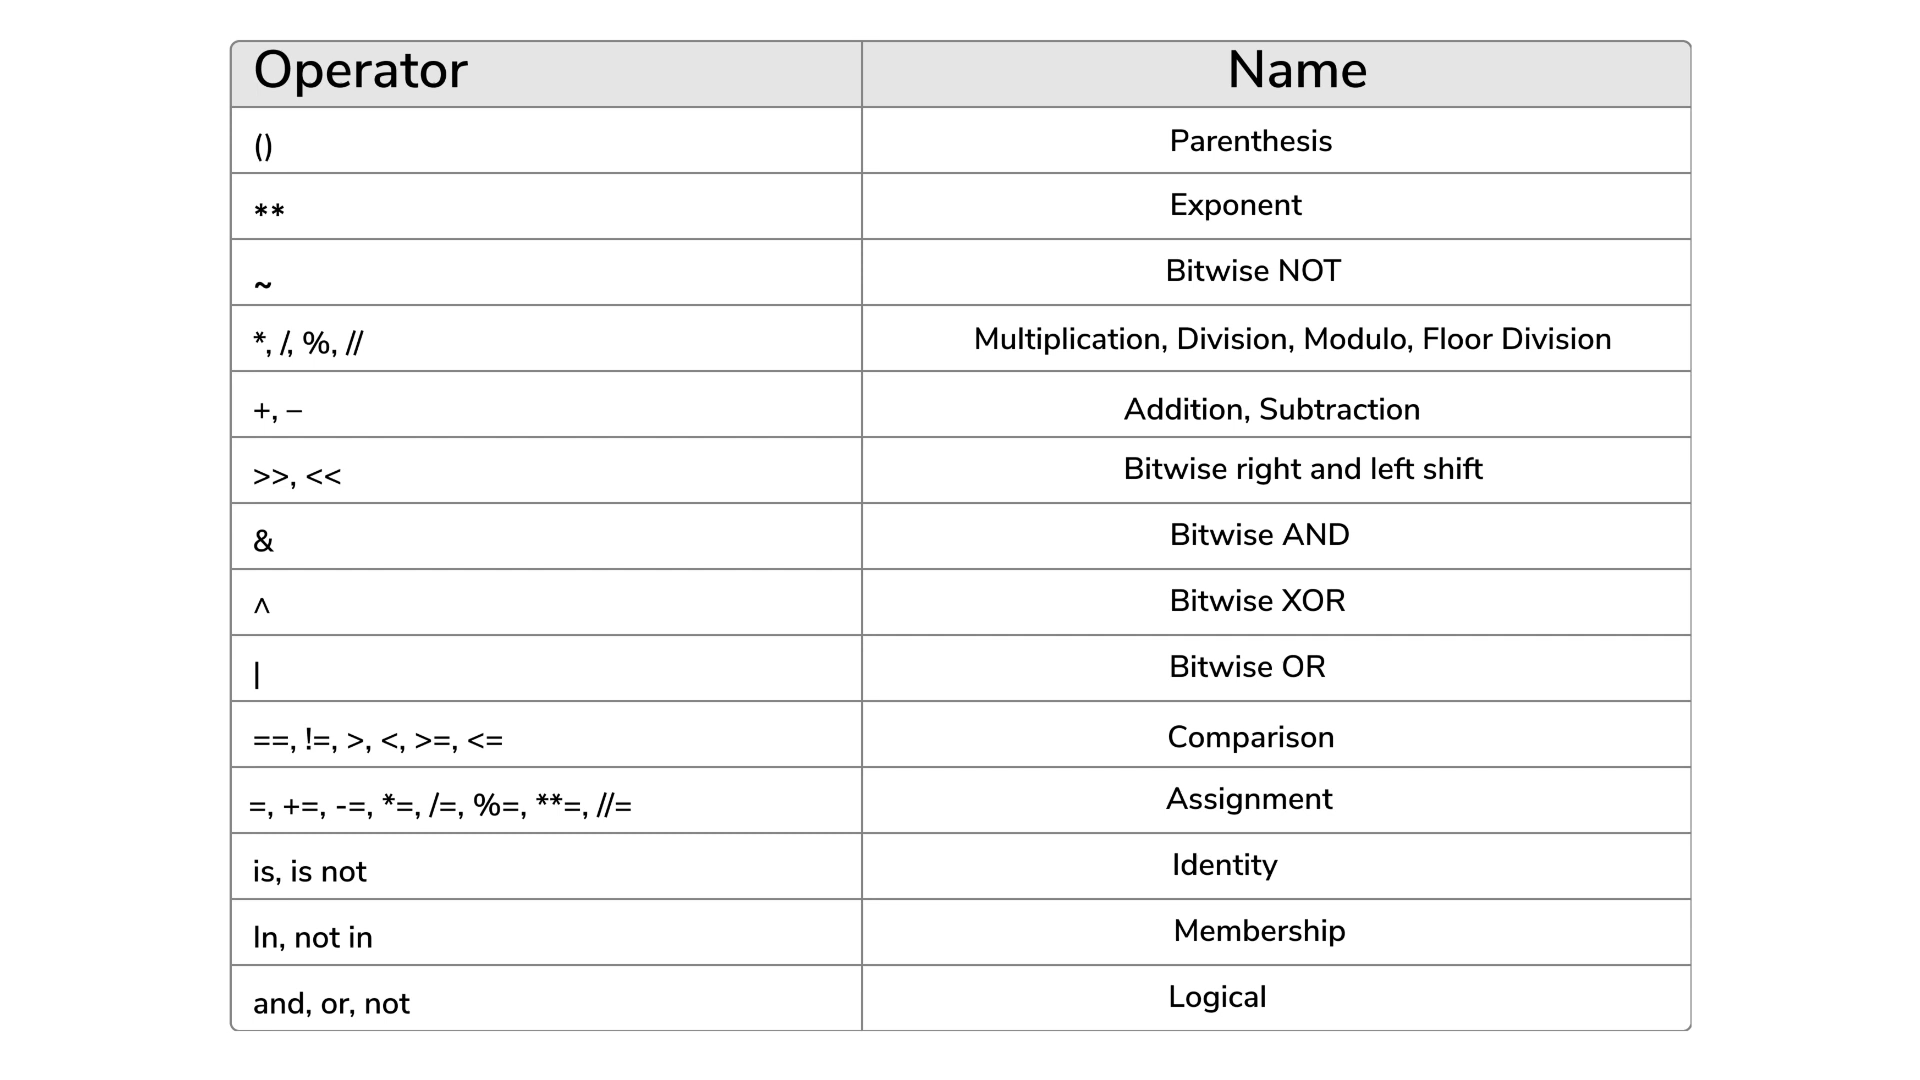 Operator Name
() Parenthesis
** Exponent
~ Bitwise NOT
*, /, %, // Multiplication, Division, Modulo, Floor Division
+, – Addition, Subtraction
>>, << Bitwise right and left shift
& Bitwise AND
^ Bitwise XOR
| Bitwise OR
==, !=, >, <, >=, <= Comparison
=, +=, -=, *=, /=, %=, **=, //= Assignment
is, is not Identity
In, not in Membership
and, or, not Logical